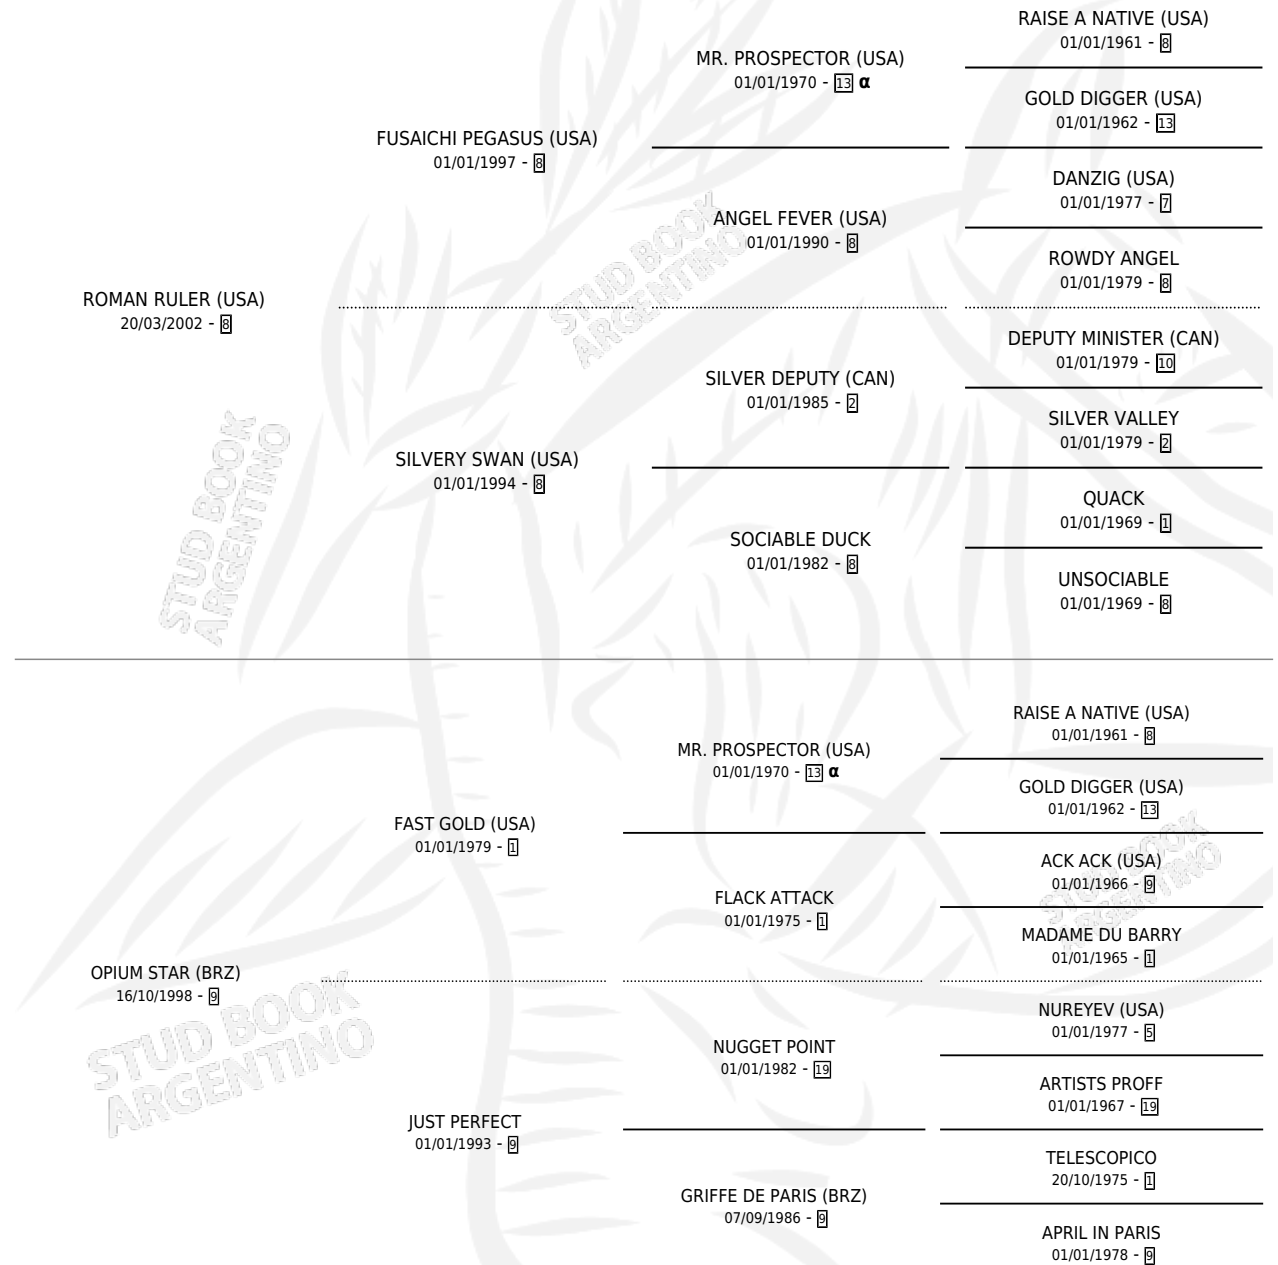 RAISE A NATIVE (USA)
01/01/1961 - 8
MR. PROSPECTOR (USA)
01/01/1970 - 13 α
GOLD DIGGER (USA)
01/01/1962 - 13
FUSAICHI PEGASUS (USA)
01/01/1997 - 8
DANZIG (USA)
01/01/1977 - 7
ANGEL FEVER (USA)
01/01/1990 - 8
ROWDY ANGEL
01/01/1979 - 8
ROMAN RULER (USA)
20/03/2002 - 8
DEPUTY MINISTER (CAN)
01/01/1979 - 10
SILVER DEPUTY (CAN)
01/01/1985 - 2
SILVER VALLEY
01/01/1979 - 2
SILVERY SWAN (USA)
01/01/1994 - 8
QUACK
01/01/1969 - 1
SOCIABLE DUCK
01/01/1982 - 8
UNSOCIABLE
01/01/1969 - 8
RAISE A NATIVE (USA)
01/01/1961 - 8
MR. PROSPECTOR (USA)
01/01/1970 - 13 α
GOLD DIGGER (USA)
01/01/1962 - 13
FAST GOLD (USA)
01/01/1979 - 1
ACK ACK (USA)
01/01/1966 - 9
FLACK ATTACK
01/01/1975 - 1
MADAME DU BARRY
01/01/1965 - 1
OPIUM STAR (BRZ)
16/10/1998 - 9
NUREYEV (USA)
01/01/1977 - 5
NUGGET POINT
01/01/1982 - 19
ARTISTS PROFF
01/01/1967 - 19
JUST PERFECT
01/01/1993 - 9
TELESCOPICO
20/10/1975 - 1
GRIFFE DE PARIS (BRZ)
07/09/1986 - 9
APRIL IN PARIS
01/01/1978 - 9
STUD BOOK
ARGENTINO
STUD BOOK
ARGENTINO
STUD BOOK
ARGENTINO
STUD BOOK
ARGENTINO